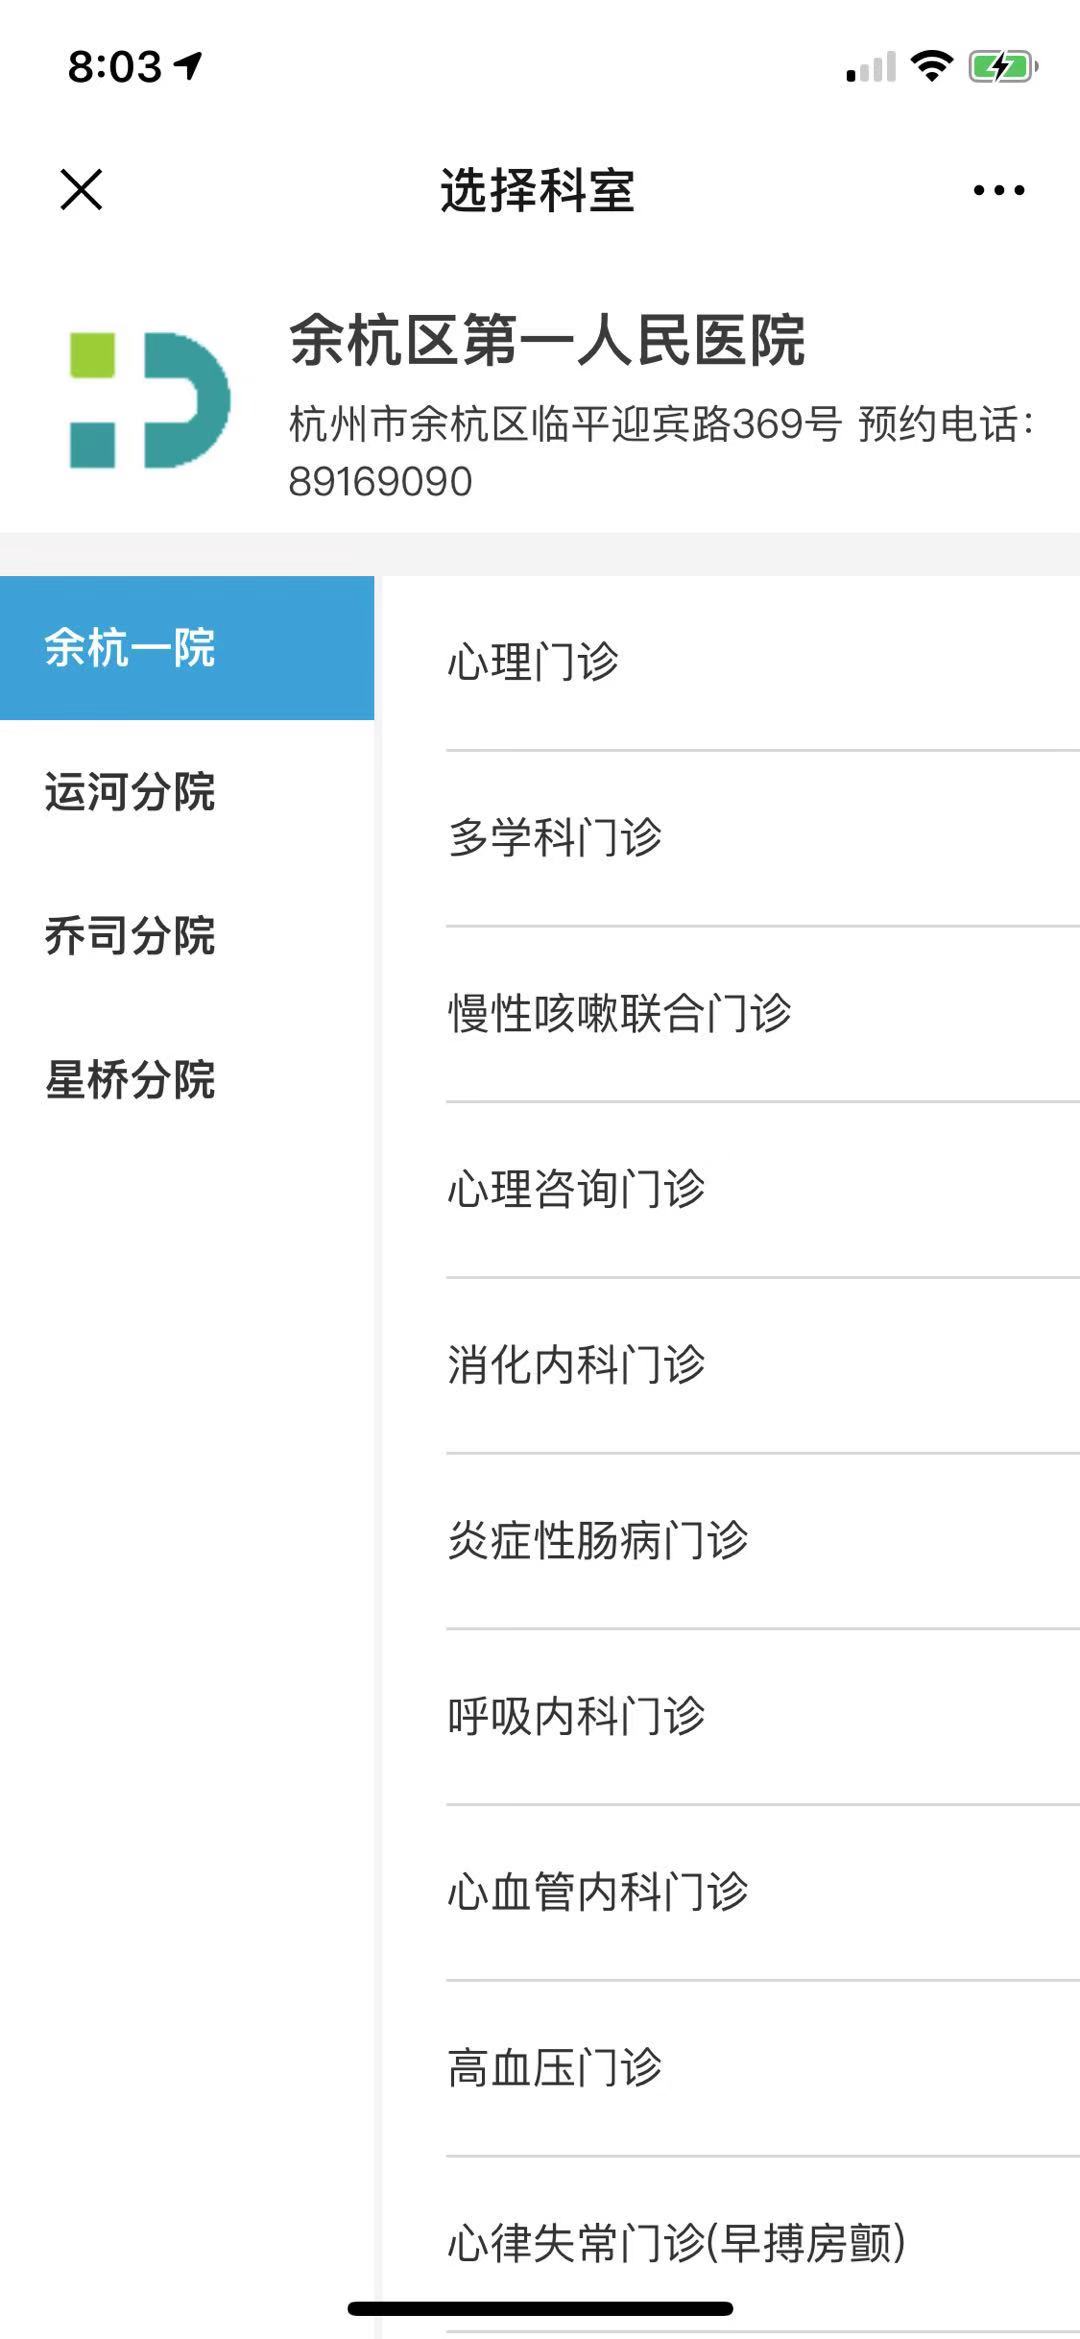 8:03
选择科室
余杭区第一人民医院
杭州市余杭区临平迎宾路369号 预约电话：
89169090
余杭一院
运河分院
乔司分院
星桥分院
心理门诊
多学科门诊
慢性咳嗽联合门诊
心理咨询门诊
消化内科门诊
炎症性肠病门诊
呼吸内科门诊
心血管内科门诊
高血压门诊
心律失常门诊(早搏房颤)